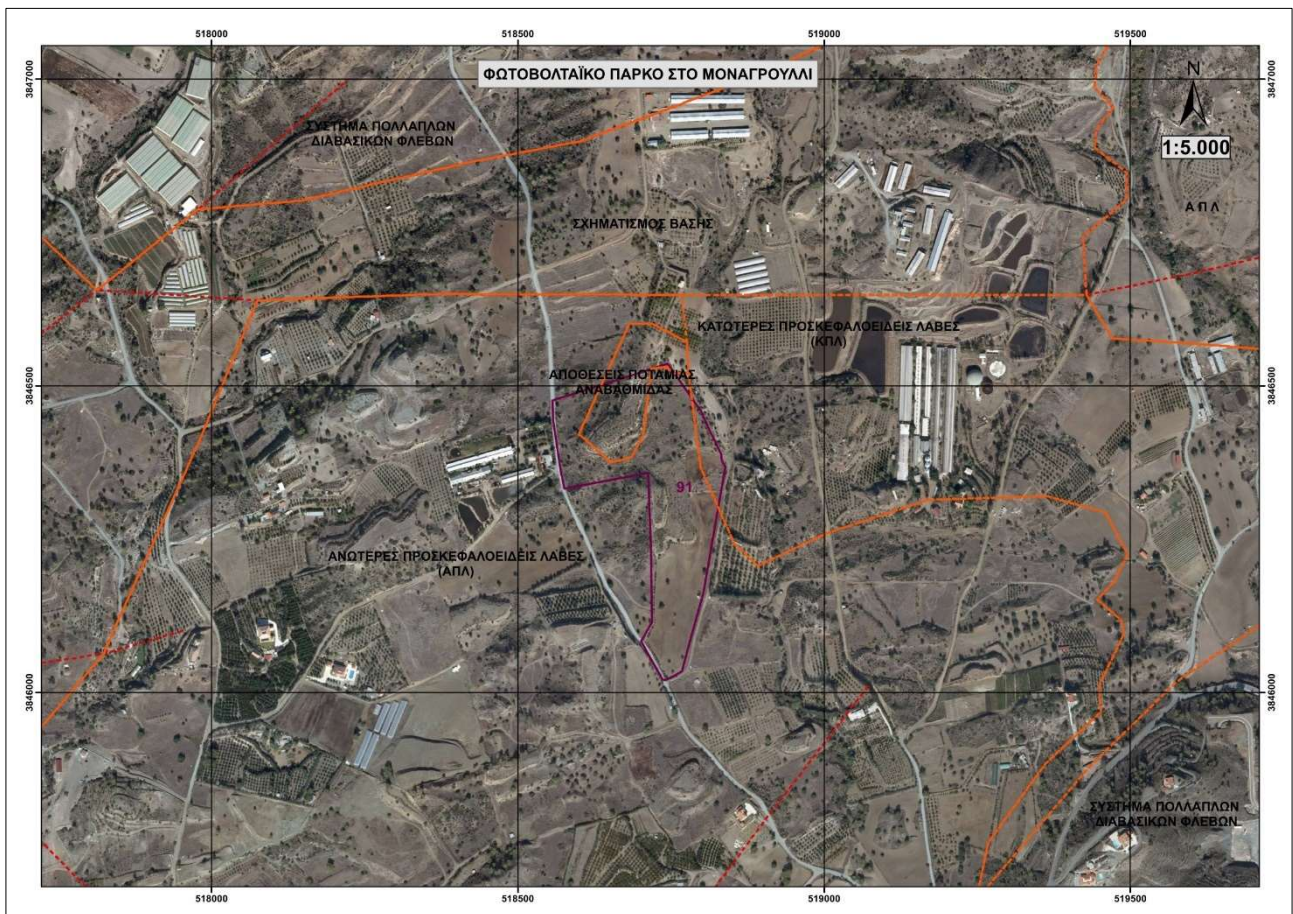 518000
518500
519000
519500
3847000
3847000
ΦΩΤΟΒΟΛΤΑΪΚΟ ΠΑΡΚΟ ΣΤΟ ΜΟΝΑΓΡΟΥΛΛΙ
N
1:5.000
ΣΥΣΤΗΜΑ ΠΟΛΛΑΠΛΩΝ
ΔΙΑΒΑΣΙΚΩΝ ΦΛΕΒΩΝ
Α Π Λ
ΣΧΗΜΑΤΙΣΜΟΣ ΒΑΣΗΣ
ΚΑΤΩΤΕΡΕΣ ΠΡΟΣΚΕΦΑΛΟΕΙΔΕΙΣ ΛΑΒΕΣ
(ΚΠΛ)
ΑΠΟΘΕΣΕΙΣ ΠΟΤΑΜΙΑΣ
ΑΝΑΒΑΘΜΙΔΑΣ
3846500
3846500
91
ΑΝΩΤΕΡΕΣ ΠΡΟΣΚΕΦΑΛΟΕΙΔΕΙΣ ΛΑΒΕΣ
(ΑΠΛ)
3846000
3846000
ΣΥΣΤΗΜΑ ΠΟΛΛΑΠΛΩΝ
ΔΙΑΒΑΣΙΚΩΝ ΦΛΕΒΩΝ
518000
518500
519000
519500